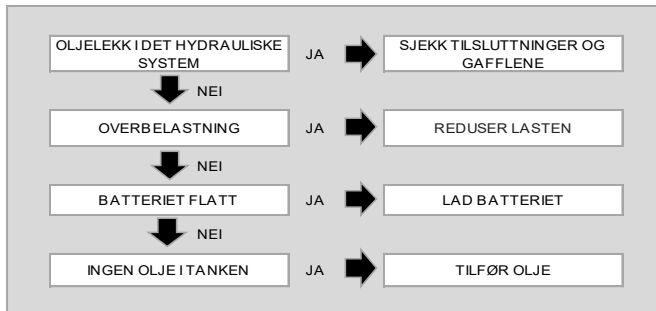 OLJELEKK I DET HYDRAULISKE SYSTEM
JA
SJEKK TILSLUTTNINGER OG GAFFLENE
NEI
OVERBELASTNING
JA
REDUSER LASTEN
NEI
BATTERIET FLATT
JA
LAD BATTERIET
NEI
INGEN OLJE I TANKEN
JA
TILFØR OLJE